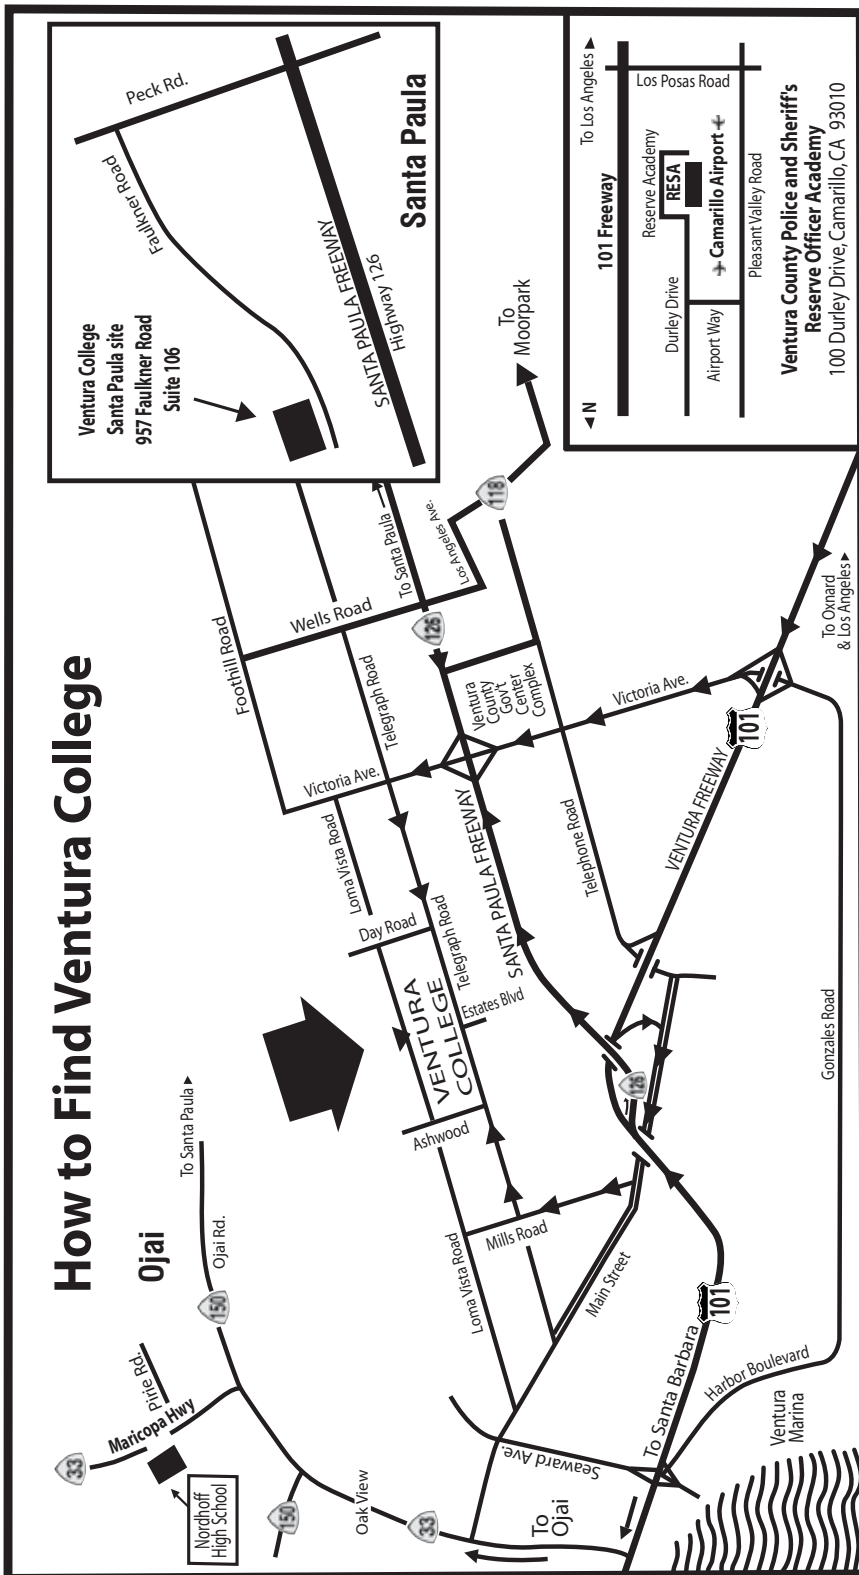 How to Find Ventura College
Ojai
Pirie Rd.
Maricopa Hwy
33
Nordhoff
High School
150
150
Ojai Rd.
To Santa Paula
Oak View
33
To
Ojai
Foothill Road
Wells Road
Victoria Ave.
Loma Vista Road
Day Road
Telegraph Road
Telegraph Road
VENTURA
COLLEGE
Estates Blvd
Ashwood
Loma Vista Road
Mills Road
Main Street
Seaward Ave.
To Santa Barbara
101
Harbor Boulevard
Ventura
Marina
Gonzales Road
126
SANTA PAULA FREEWAY
Telephone Road
VENTURA FREEWAY
101
Victoria Ave.
Ventura
County
Gov't
Center
Complex
126
To Santa Paula
Los Angeles Ave.
118
To
Moorpark
To Oxnard
& Los Angeles
Ventura College
Santa Paula site
957 Faulkner Road
Suite 106
Faulkner Road
Peck Rd.
SANTA PAULA FREEWAY
Highway 126
Santa Paula
N
101 Freeway
To Los Angeles
Durley Drive
Reserve Academy
RESA
Los Posas Road
Airport Way
Camarillo Airport
Pleasant Valley Road
Ventura County Police and Sheriff's
Reserve Officer Academy
100 Durley Drive, Camarillo, CA 93010